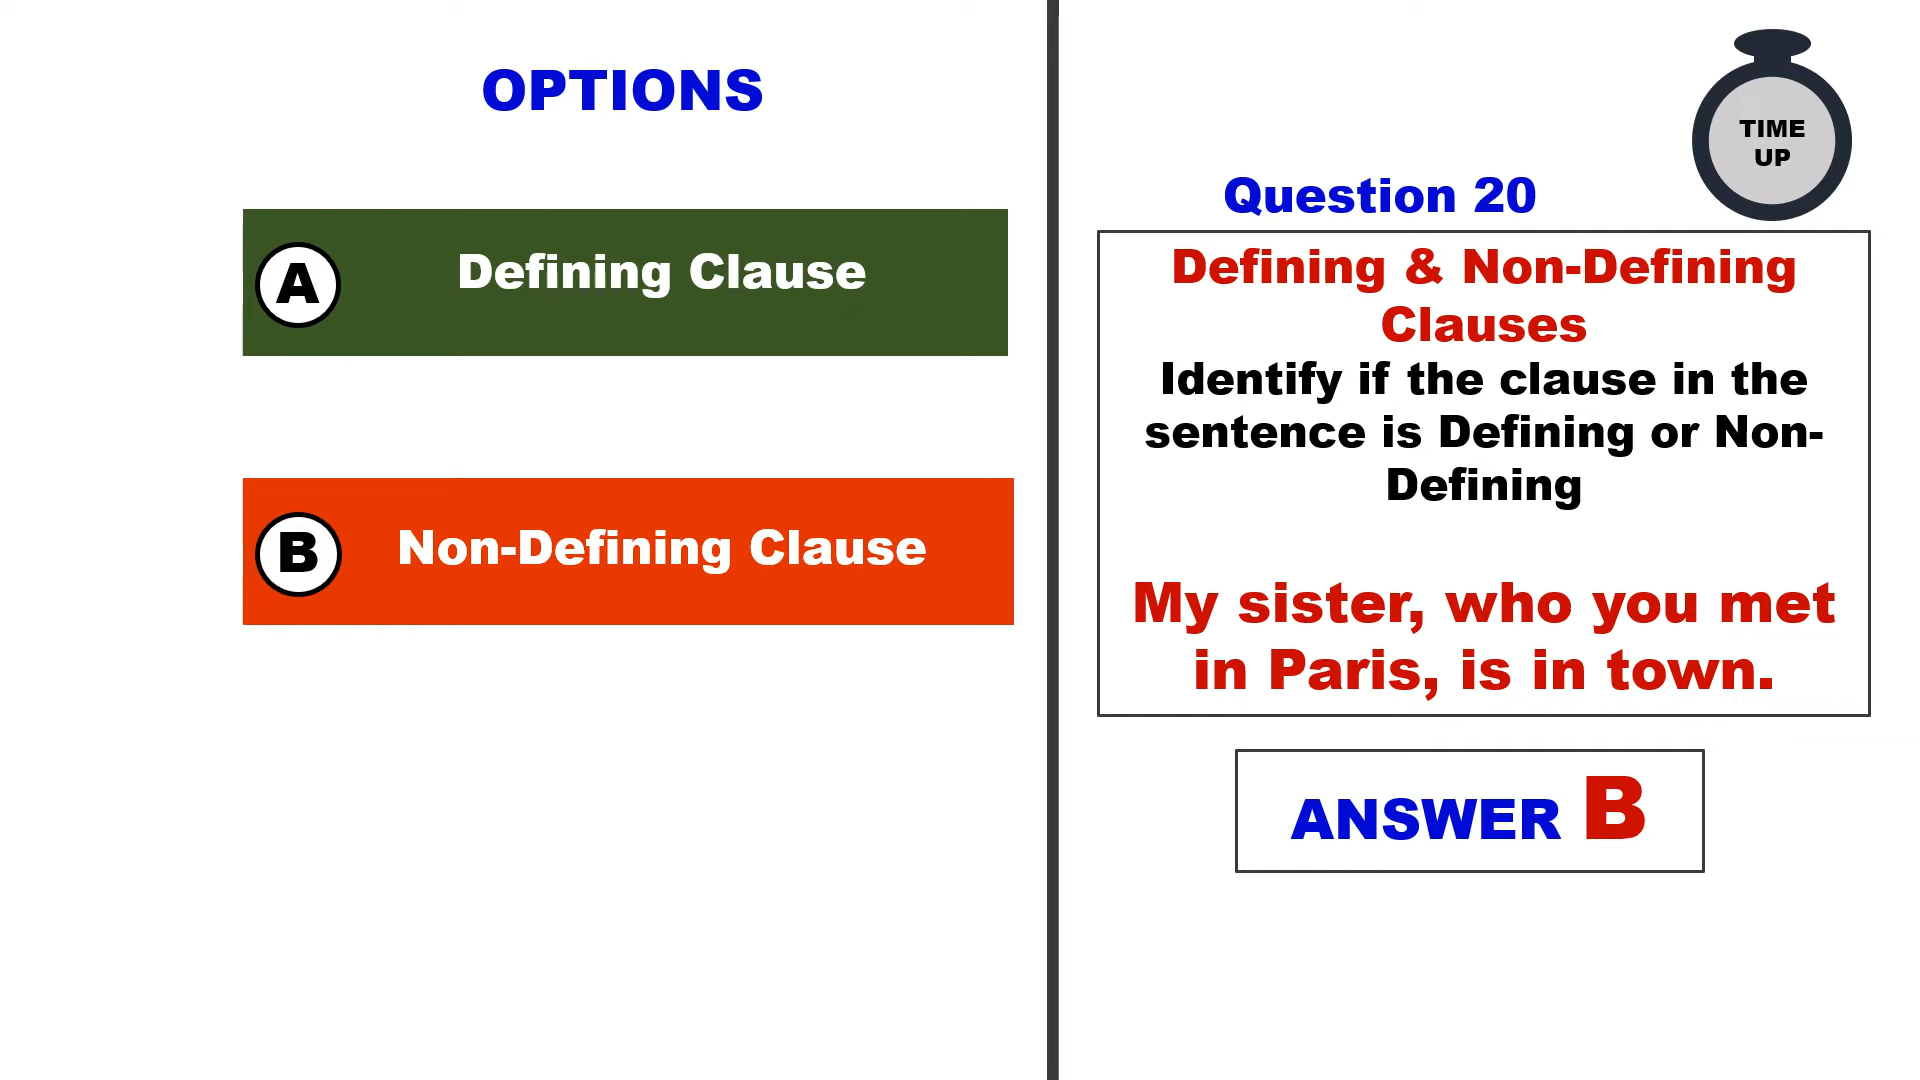 OPTIONS
A Defining Clause
B Non-Defining Clause
TIME
UP
Question 20
Defining & Non-Defining
Clauses
Identify if the clause in the
sentence is Defining or Non-
Defining
My sister, who you met
in Paris, is in town.
ANSWER B